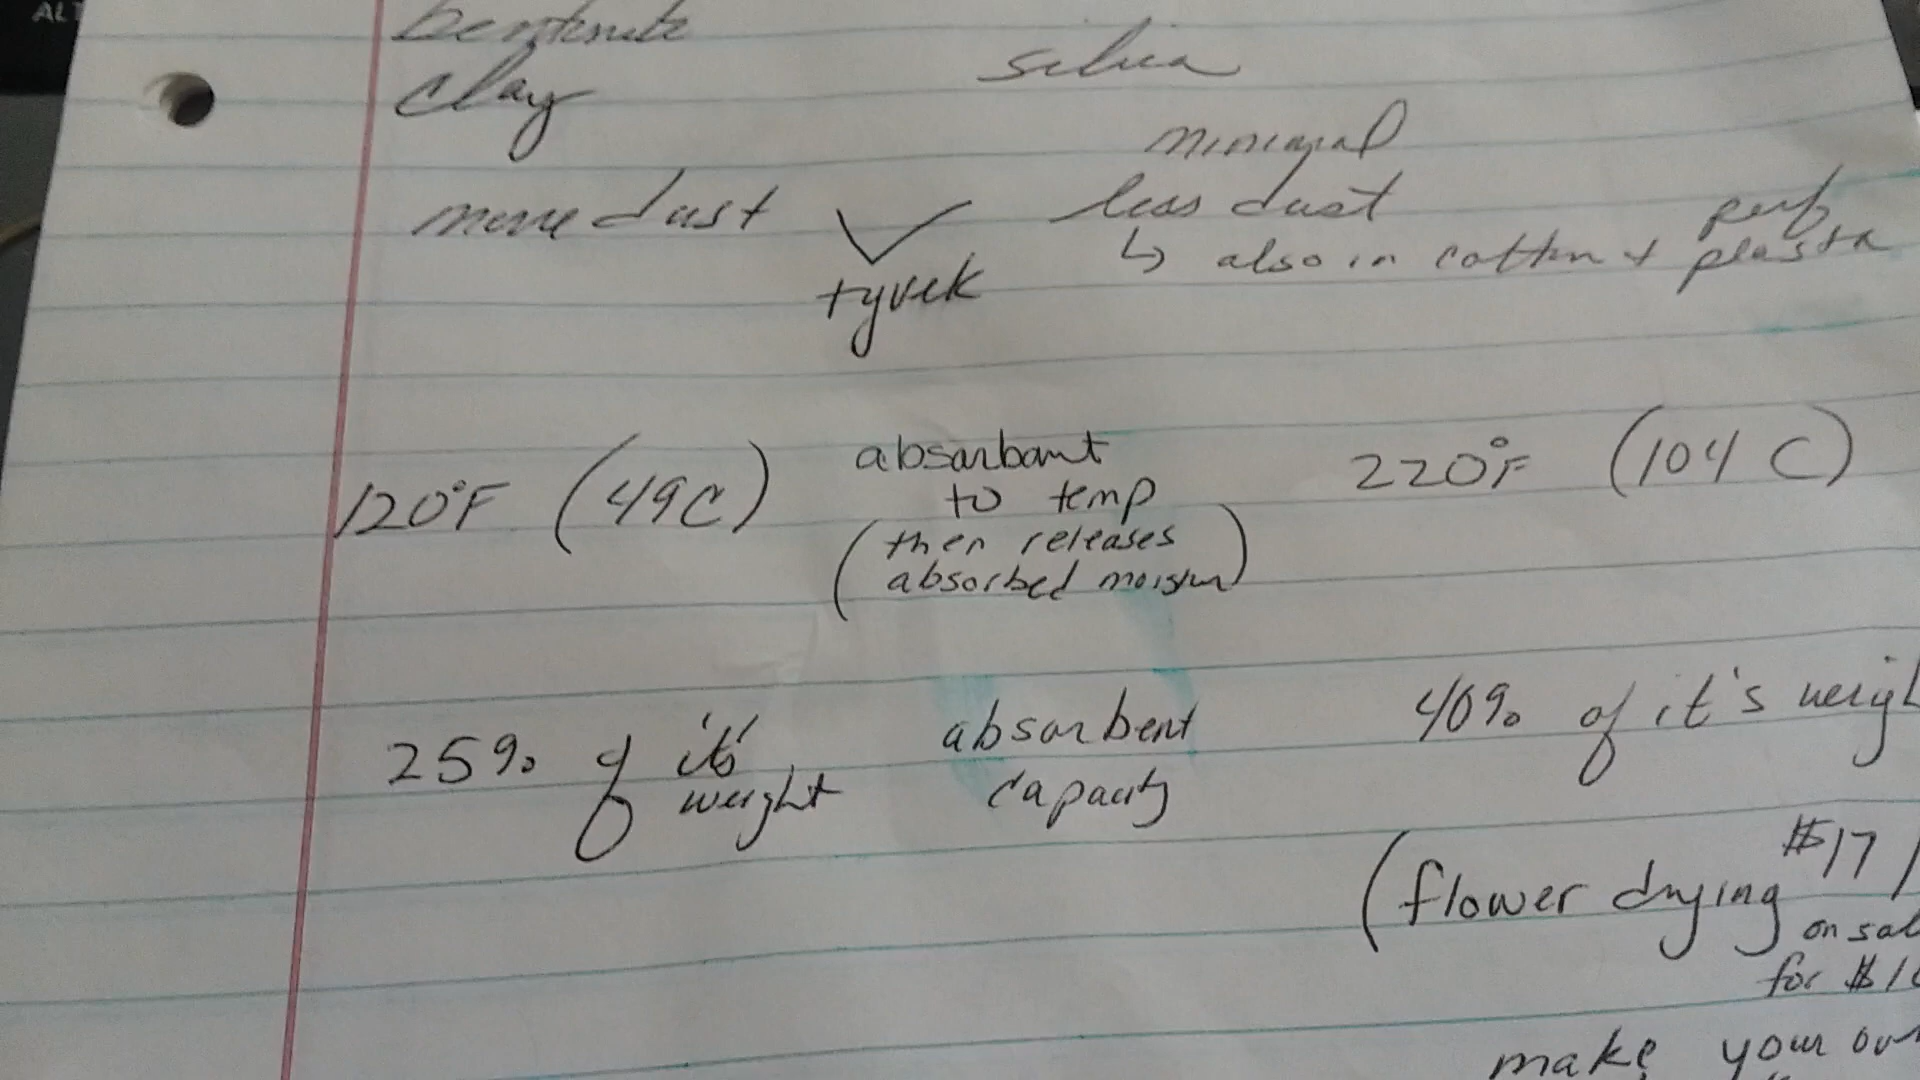 ALT
bentonite
clay
silica
minimal
more dust
less dust
↳ also in cotton + perf
plastic
tyvek
120°F (49C)
absorbant
to temp
(then releases
absorbed moisture)
220°F (104 C)
25% of it's
weight
absorbent
capacity
40% of it's weigh
(flower drying $17
on sal
for $1
make your ow